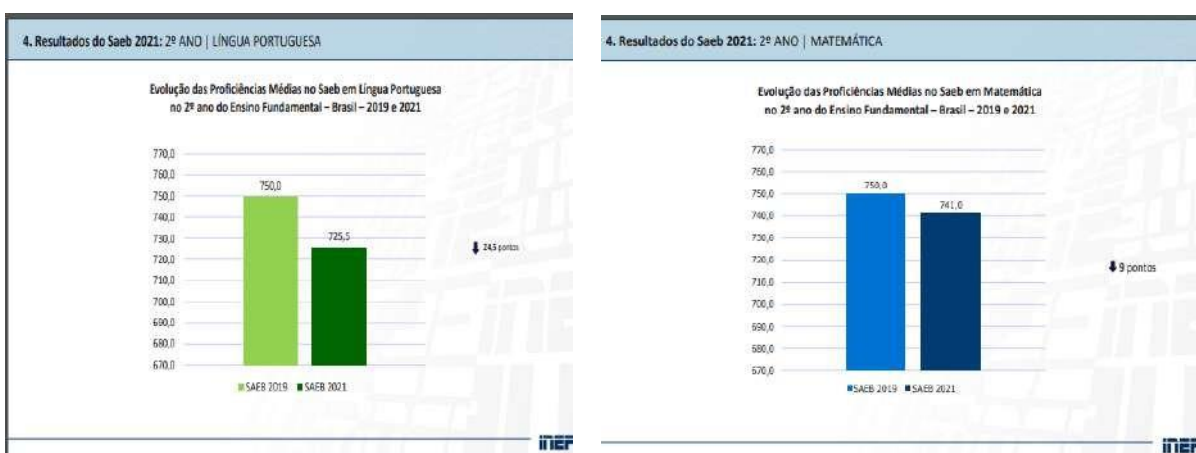 4. Resultados do Saeb 2021: 2º ANO | LÍNGUA PORTUGUESA
Evolução das Proficiências Médias no Saeb em Língua Portuguesa
no 2º ano do Ensino Fundamental – Brasil – 2019 e 2021
770,0
760,0
750,0
740,0
730,0
720,0
710,0
700,0
690,0
680,0
670,0
750,0
725,5
24,5 pontos
SAEB 2019
SAEB 2021
inep
4. Resultados do Saeb 2021: 2º ANO | MATEMÁTICA
Evolução das Proficiências Médias no Saeb em Matemática
no 2º ano do Ensino Fundamental – Brasil – 2019 e 2021
770,0
760,0
750,0
740,0
730,0
720,0
710,0
700,0
690,0
680,0
670,0
750,0
741,0
9 pontos
SAEB 2019
SAEB 2021
inep